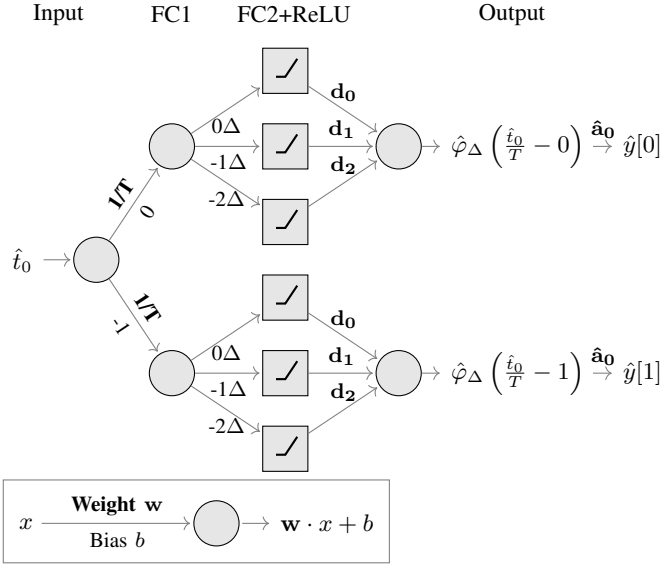 Input FC1 FC2+ReLU Output
d₀
0Δ d₁
-1Δ d₂
-2Δ
φ̂_Δ (t̂₀/T − 0) →^â₀ ŷ[0]
1/T
0
t̂₀
1/T
-1
d₀
0Δ d₁
-1Δ d₂
-2Δ
φ̂_Δ (t̂₀/T − 1) →^â₀ ŷ[1]
Weight w
x → w · x + b
Bias b